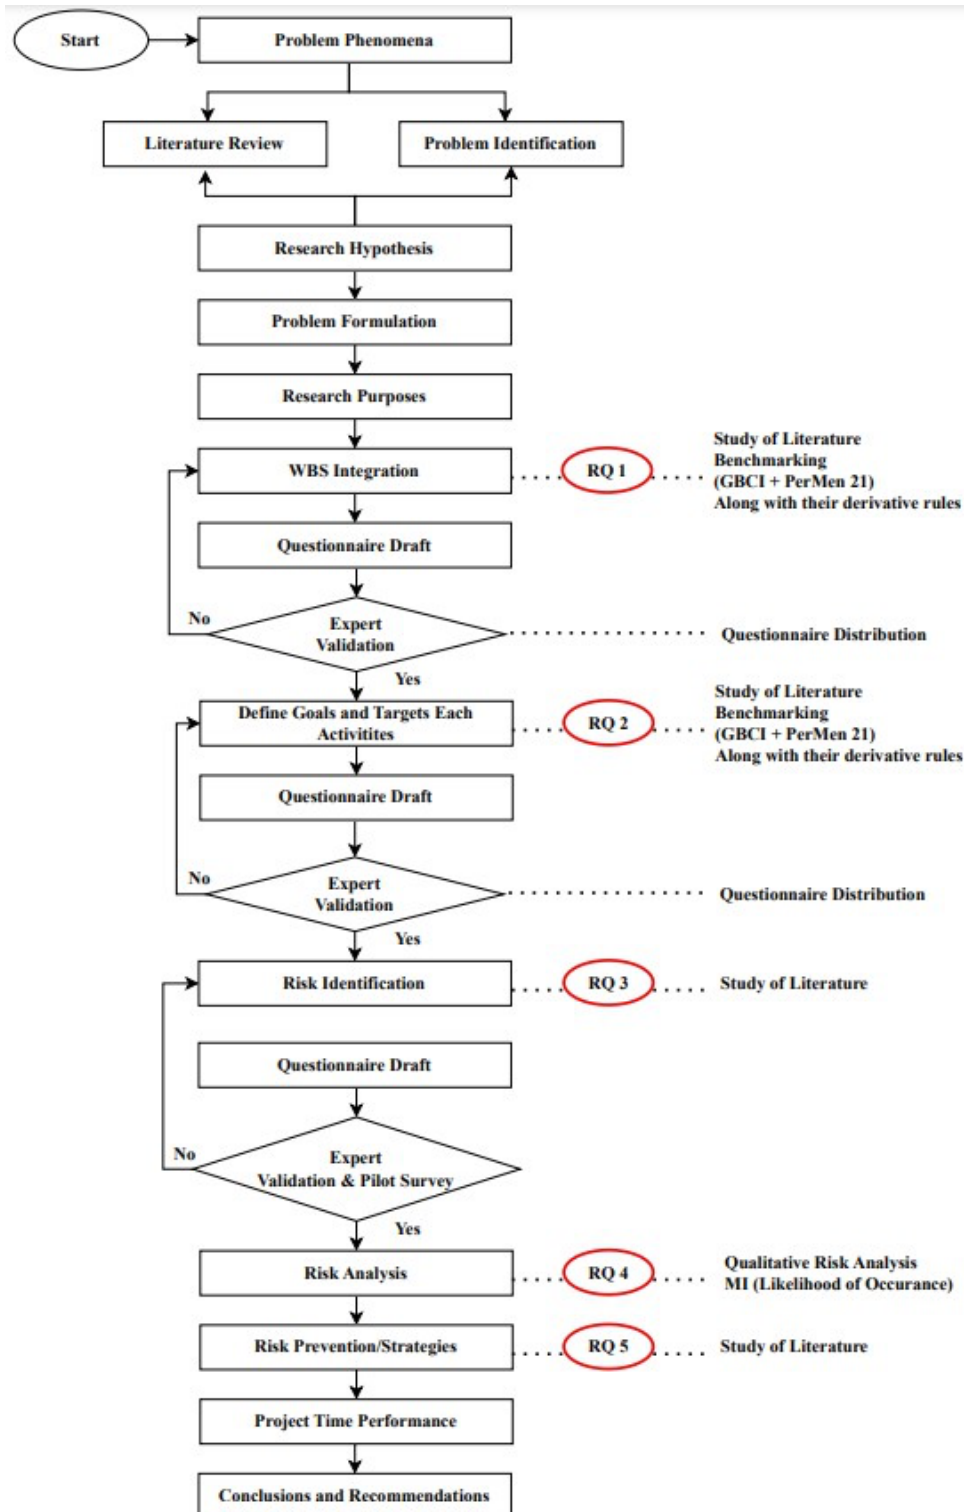 Start
Problem Phenomena
Literature Review
Problem Identification
Research Hypothesis
Problem Formulation
Research Purposes
WBS Integration
RQ 1
Study of Literature
Benchmarking
(GBCI + PerMen 21)
Along with their derivative rules
Questionnaire Draft
No
Expert
Validation
Questionnaire Distribution
Yes
Define Goals and Targets Each
Activitites
RQ 2
Study of Literature
Benchmarking
(GBCI + PerMen 21)
Along with their derivative rules
Questionnaire Draft
No
Expert
Validation
Questionnaire Distribution
Yes
Risk Identification
RQ 3
Study of Literature
Questionnaire Draft
No
Expert
Validation & Pilot Survey
Yes
Risk Analysis
RQ 4
Qualitative Risk Analysis
MI (Likelihood of Occurance)
Risk Prevention/Strategies
RQ 5
Study of Literature
Project Time Performance
Conclusions and Recommendations